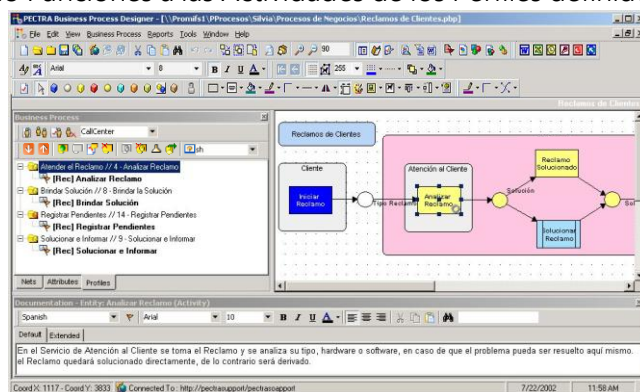 Funciones a las Actividades de los Perfiles
PECTRA Business Process Designer - [\\Promifs1\PProcesos\Silvia\Procesos de Negocios\Reclamos de Clientes.pbp]
File Edit View Business Process Reports Tools Window Help
90
Arial 8 B I U A 255
Reclamos de Clientes
Business Process
CallCenter
sh
Atender el Reclamo // 4 - Analizar Reclamo
[Rec] Analizar Reclamo
Brindar Solución // 8 - Brindar la Solución
[Rec] Brindar Solución
Registrar Pendientes // 14 - Registrar Pendientes
[Rec] Registrar Pendientes
Solucionar e Informar // 9 - Solucionar e Informar
[Rec] Solucionar e Informar
Nets Attributes Profiles
Reclamos de Clientes
Cliente
Iniciar
Reclamo
Tipo Reclamo
Atención al Cliente
Analizar
Reclamo
Solución
Reclamo
Solucionado
Solucionar
Reclamo
Sol
Documentation - Entity: Analizar Reclamo (Activity)
Spanish Arial 10 B I U A
Default Extended
En el Servicio de Atención al Cliente se toma el Reclamo y se analiza su tipo, hardware o software, en caso de que el problema pueda ser resuelto aquí mismo.
el Reclamo quedará solucionado directamente, de lo contrario será derivado.
Coord X: 1117 - Coord Y: 3833 Connected To: http://pectrasupport/pectrassapport 7/22/2002 11:58 AM